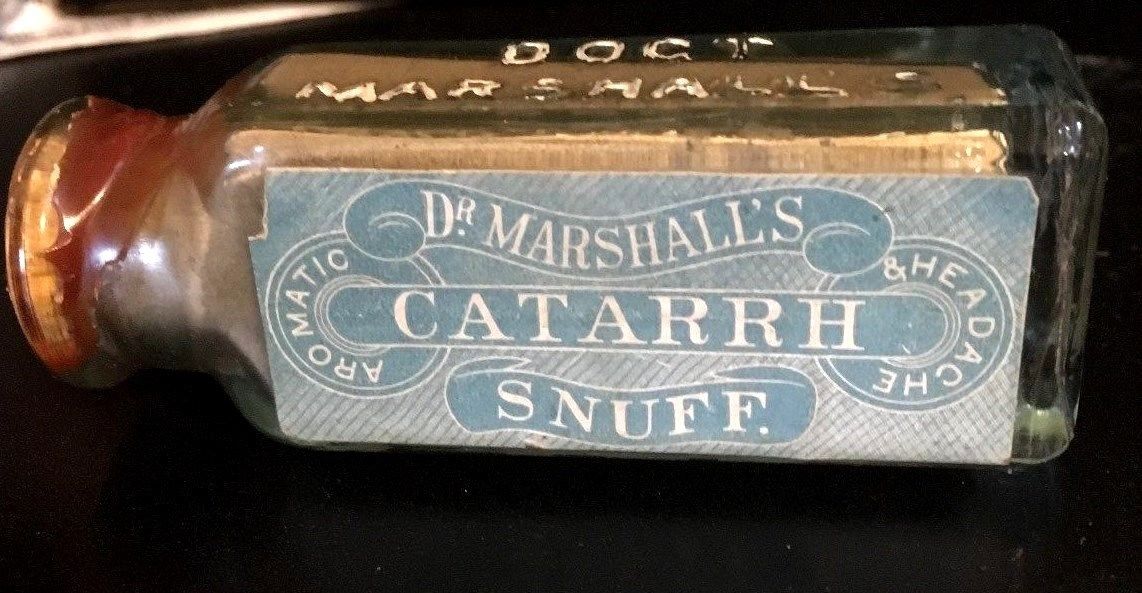 DOCT
MARSHALL'S
DR. MARSHALL'S
AROMATIC
CATARRH
& HEADACHE
SNUFF.